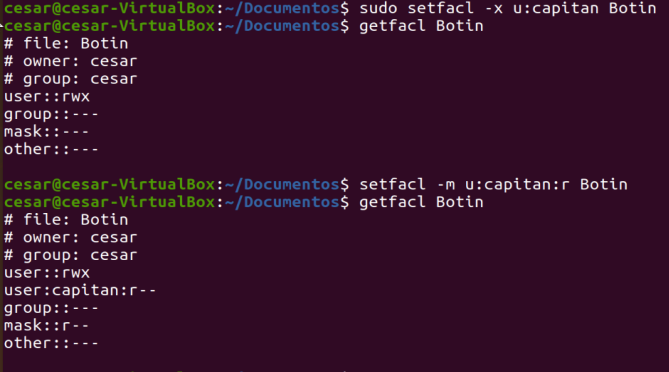 cesar@cesar-VirtualBox:~/Documentos$ sudo setfacl -x u:capitan Botin
cesar@cesar-VirtualBox:~/Documentos$ getfacl Botin
# file: Botin
# owner: cesar
# group: cesar
user::rwx
group::---
mask::---
other::---

cesar@cesar-VirtualBox:~/Documentos$ setfacl -m u:capitan:r Botin
cesar@cesar-VirtualBox:~/Documentos$ getfacl Botin
# file: Botin
# owner: cesar
# group: cesar
user::rwx
user:capitan:r--
group::---
mask::r--
other::---